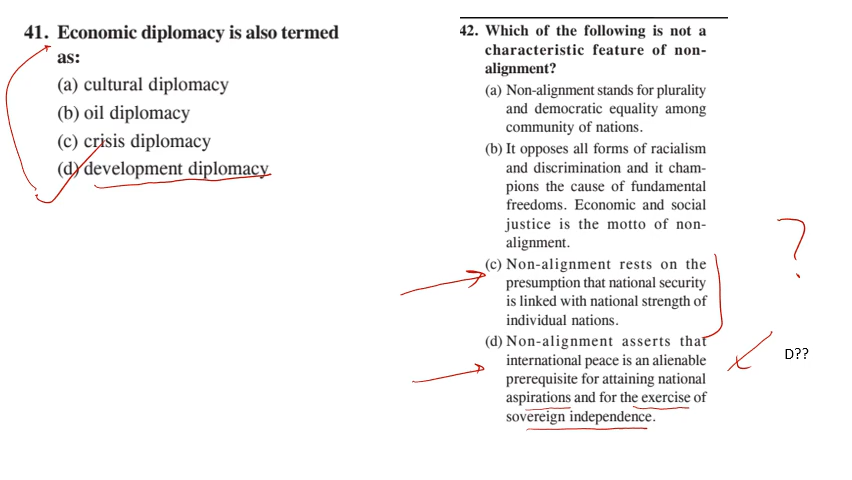 41. Economic diplomacy is also termed
as:
(a) cultural diplomacy
(b) oil diplomacy
(c) crisis diplomacy
(d) development diplomacy
42. Which of the following is not a
characteristic feature of non-
alignment?
(a) Non-alignment stands for plurality
and democratic equality among
community of nations.
(b) It opposes all forms of racialism
and discrimination and it cham-
pions the cause of fundamental
freedoms. Economic and social
justice is the motto of non-
alignment.
(c) Non-alignment rests on the
presumption that national security
is linked with national strength of
individual nations.
(d) Non-alignment asserts that
international peace is an alienable
prerequisite for attaining national
aspirations and for the exercise of
sovereign independence.
?
D??